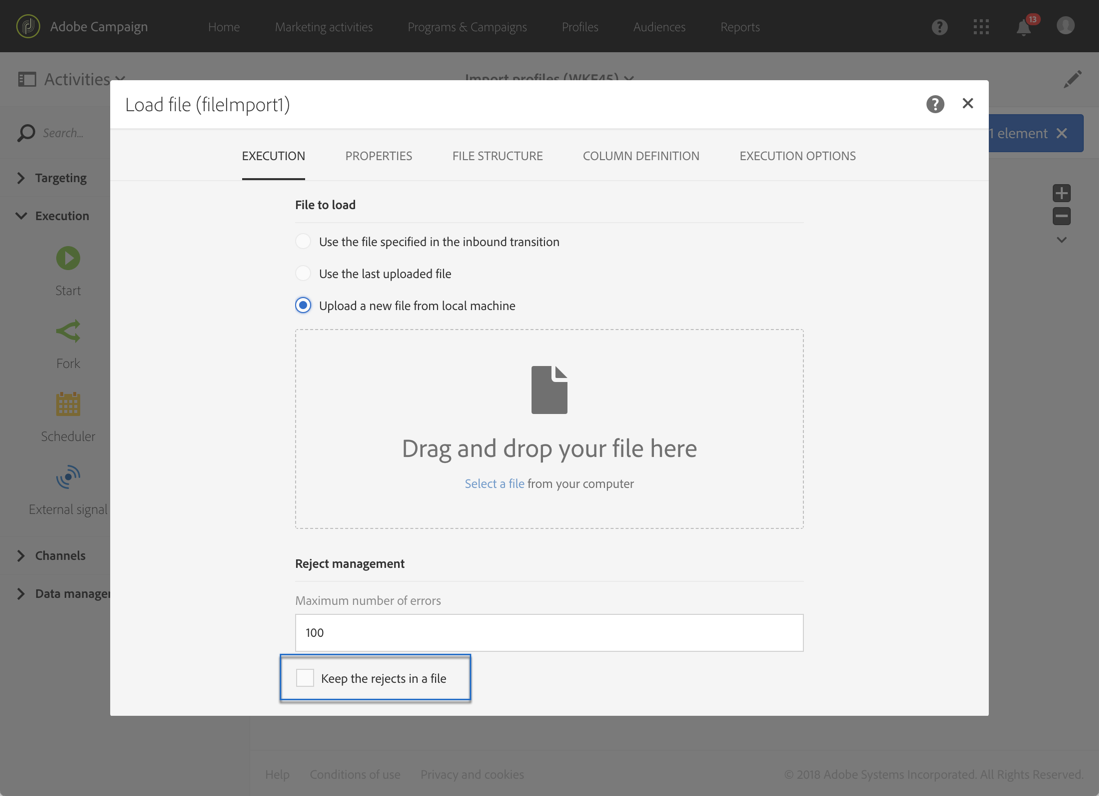 Adobe Campaign
Home
Marketing activities
Programs & Campaigns
Profiles
Audiences
Reports
13
Activities
Import profiles (WKF45)
Search...
1 element
Targeting
Execution
Start
Fork
Scheduler
External signal
Channels
Load file (fileImport1)
EXECUTION
PROPERTIES
FILE STRUCTURE
COLUMN DEFINITION
EXECUTION OPTIONS
File to load
Use the file specified in the inbound transition
Use the last uploaded file
Upload a new file from local machine
Drag and drop your file here
Select a file from your computer
Reject management
Maximum number of errors
100
Keep the rejects in a file
Data manage
Help
Conditions of use
Privacy and cookies
© 2018 Adobe Systems Incorporated. All Rights Reserved.